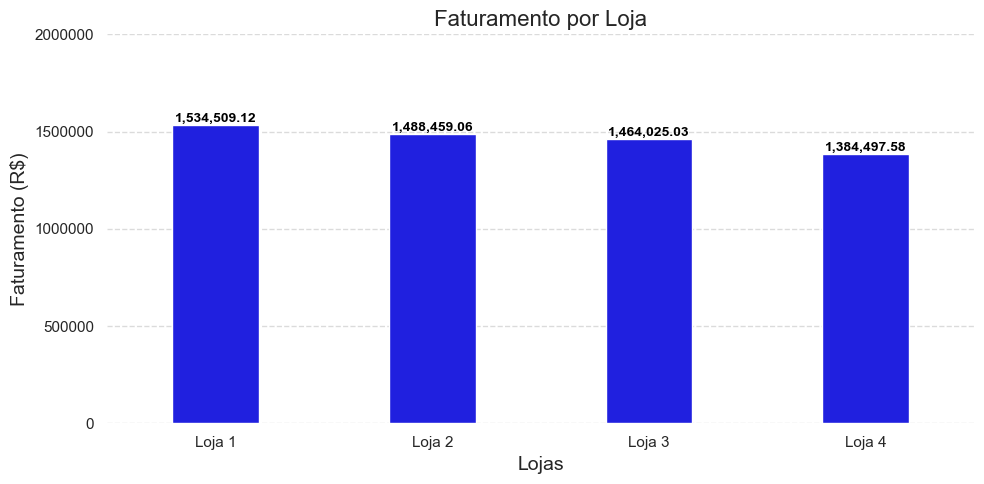 Faturamento por Loja
Faturamento (R$)
2000000
1500000
1000000
500000
0
1,534,509.12
1,488,459.06
1,464,025.03
1,384,497.58
Loja 1
Loja 2
Loja 3
Loja 4
Lojas